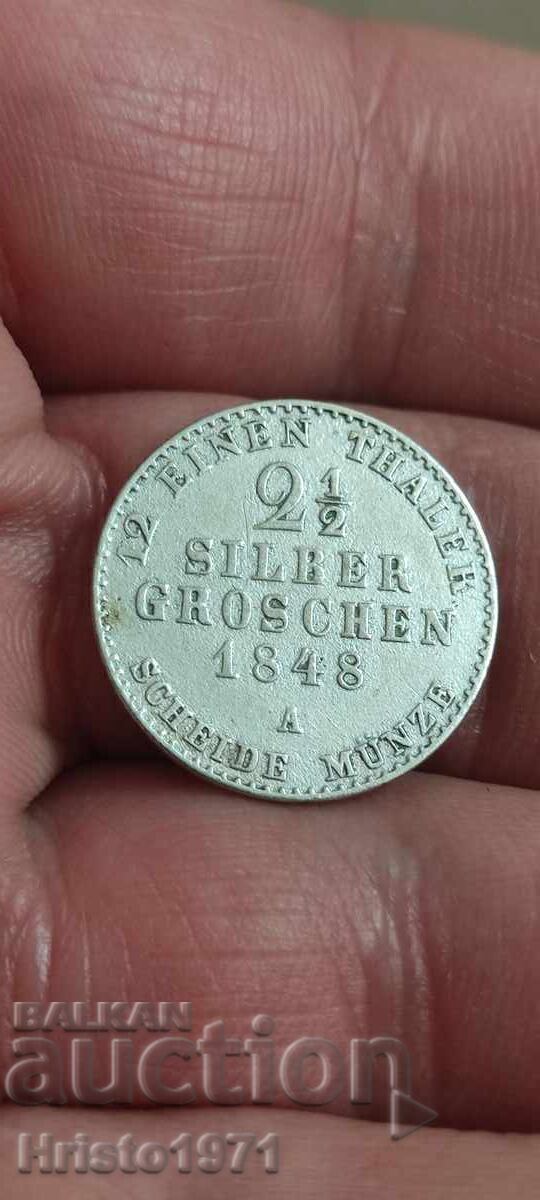 12 EINEN THALER
2 1/2
SILBER
GROSCHEN
1848
A
SCHEIDE MÜNZE
BALKAN
auction
Hristo1971